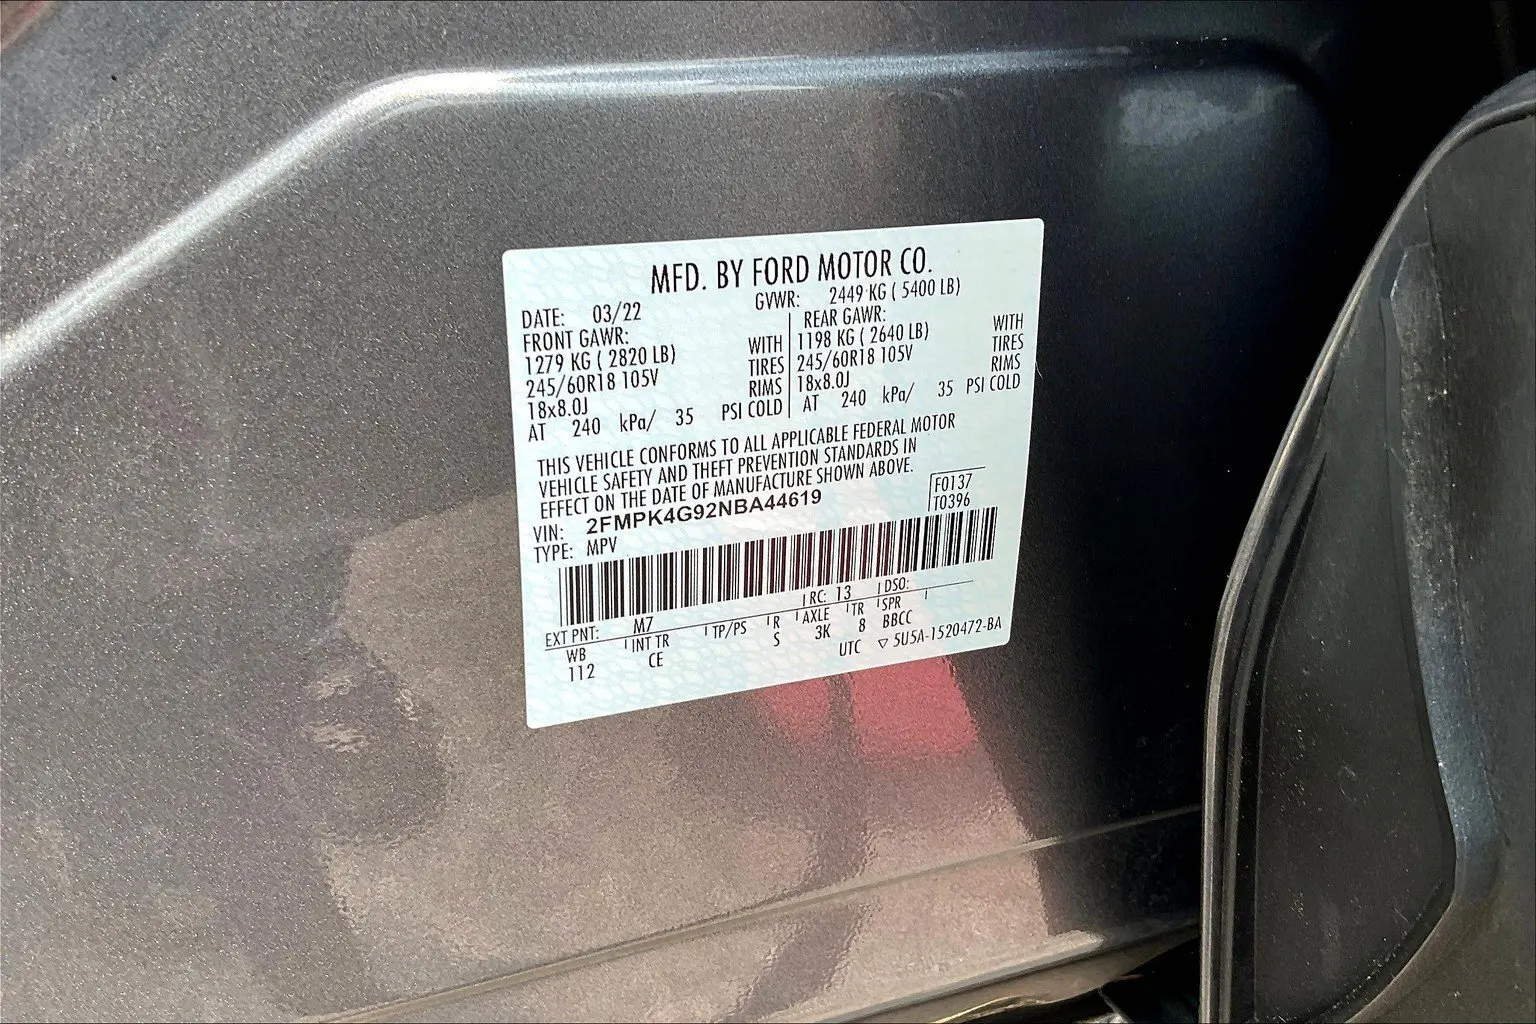 MFD. BY FORD MOTOR CO.
DATE: 03/22 GVWR: 2449 KG ( 5400 LB)
FRONT GAWR: REAR GAWR:
1279 KG ( 2820 LB) WITH 1198 KG ( 2640 LB) WITH
245/60R18 105V TIRES 245/60R18 105V TIRES
18x8.0J RIMS 18x8.0J RIMS
AT 240 kPa/ 35 PSI COLD AT 240 kPa/ 35 PSI COLD
THIS VEHICLE CONFORMS TO ALL APPLICABLE FEDERAL MOTOR
VEHICLE SAFETY AND THEFT PREVENTION STANDARDS IN
EFFECT ON THE DATE OF MANUFACTURE SHOWN ABOVE.
VIN: 2FMPK4G92NBA44619 F0137
TYPE: MPV T0396
EXT PNT: M7 RC: 13 DSO:
WB INT TR TP/PS R AXLE TR SPR
112 CE S 3K 8 BBCC
UTC ▽ 5U5A-1520472-BA